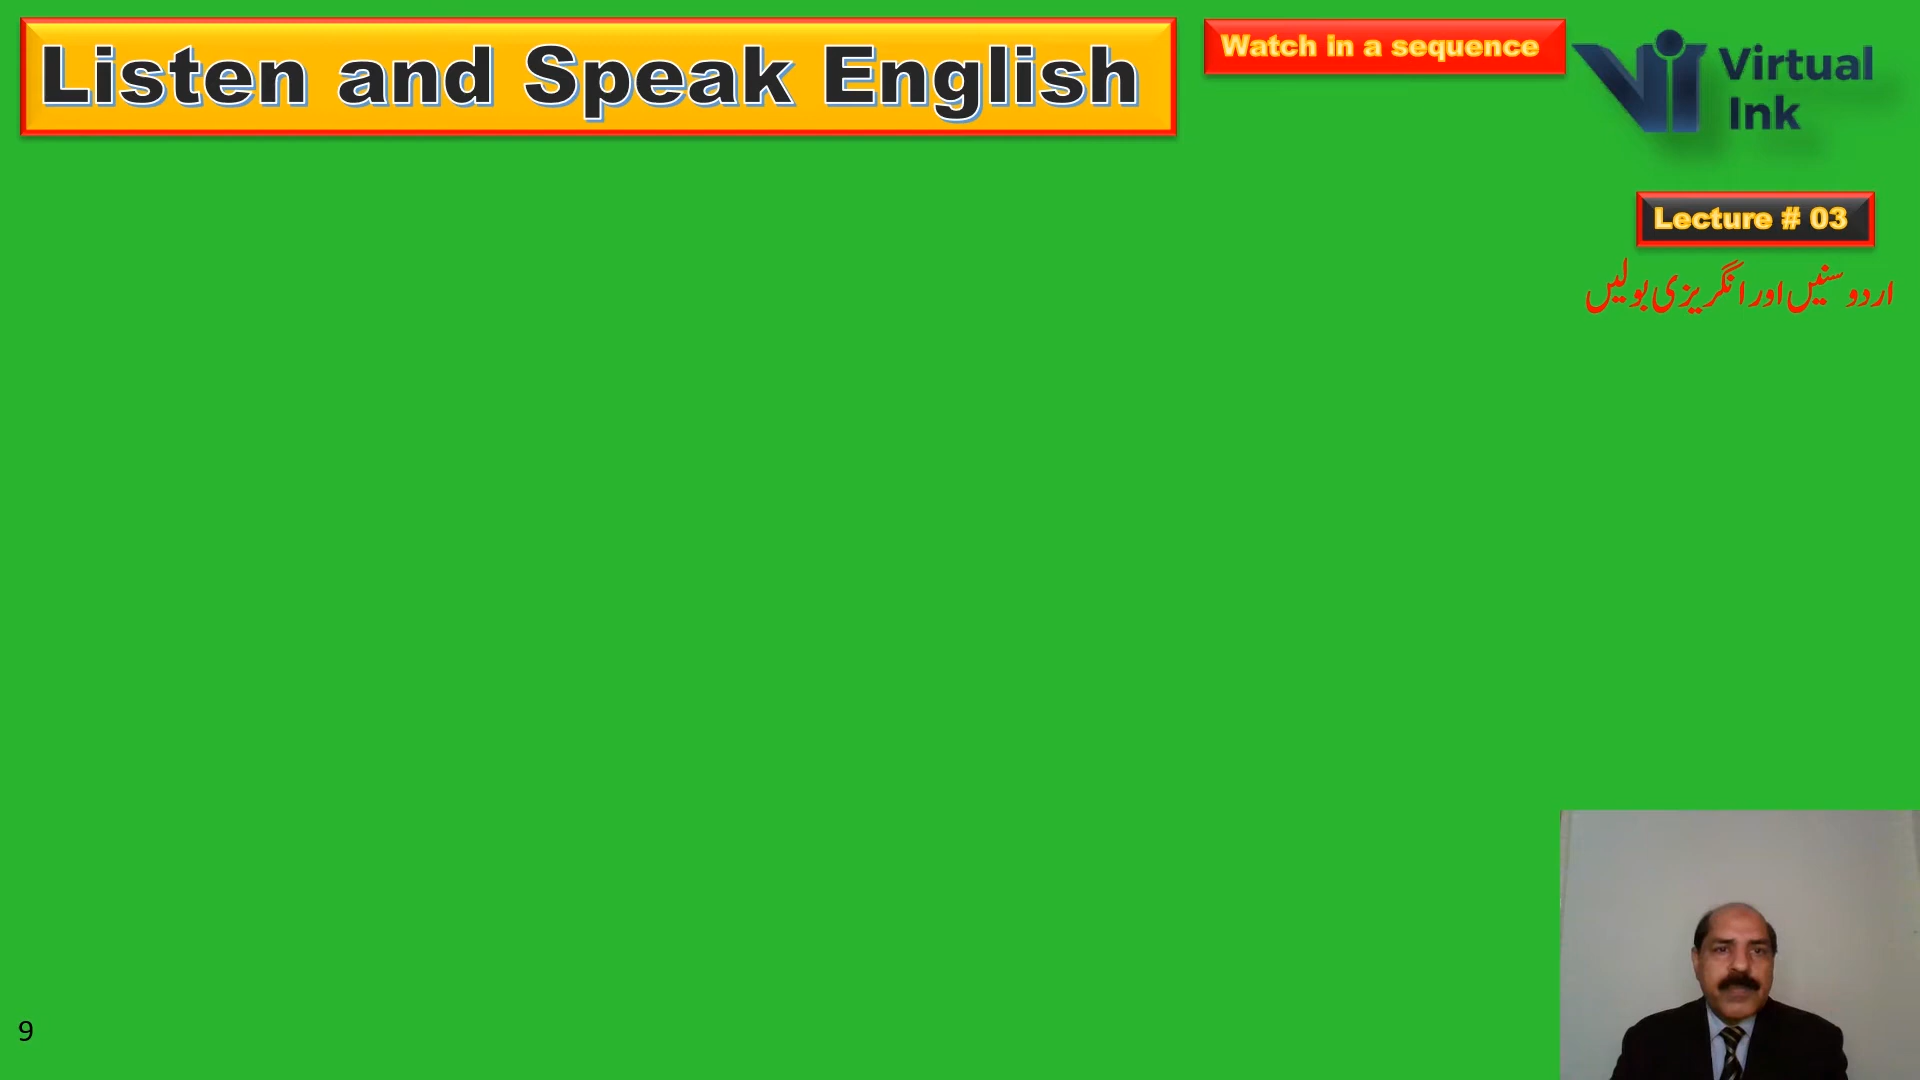 Listen and Speak English
Watch in a sequence
Virtual
Ink
Lecture # 03
اردو سنیں اور انگریزی بولیں
9